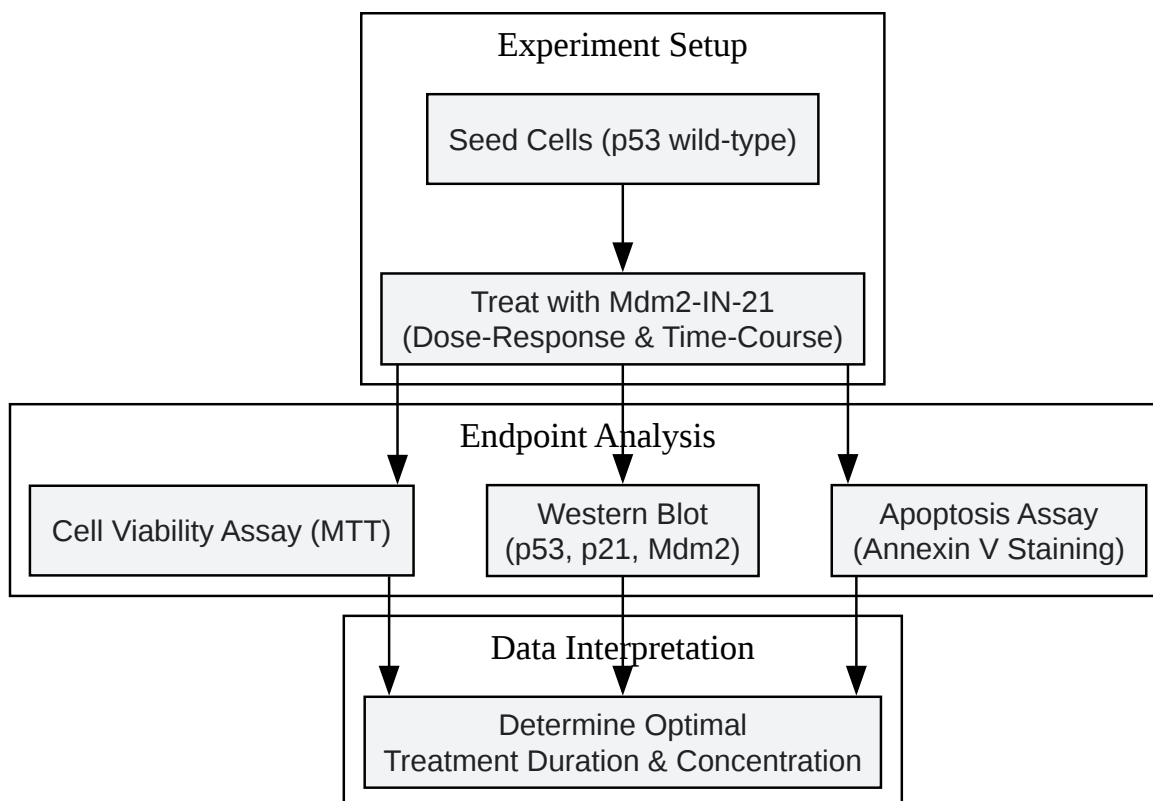 Experiment Setup
Seed Cells (p53 wild-type)
Treat with Mdm2-IN-21
(Dose-Response & Time-Course)
Endpoint Analysis
Cell Viability Assay (MTT)
Western Blot
(p53, p21, Mdm2)
Apoptosis Assay
(Annexin V Staining)
Data Interpretation
Determine Optimal
Treatment Duration & Concentration